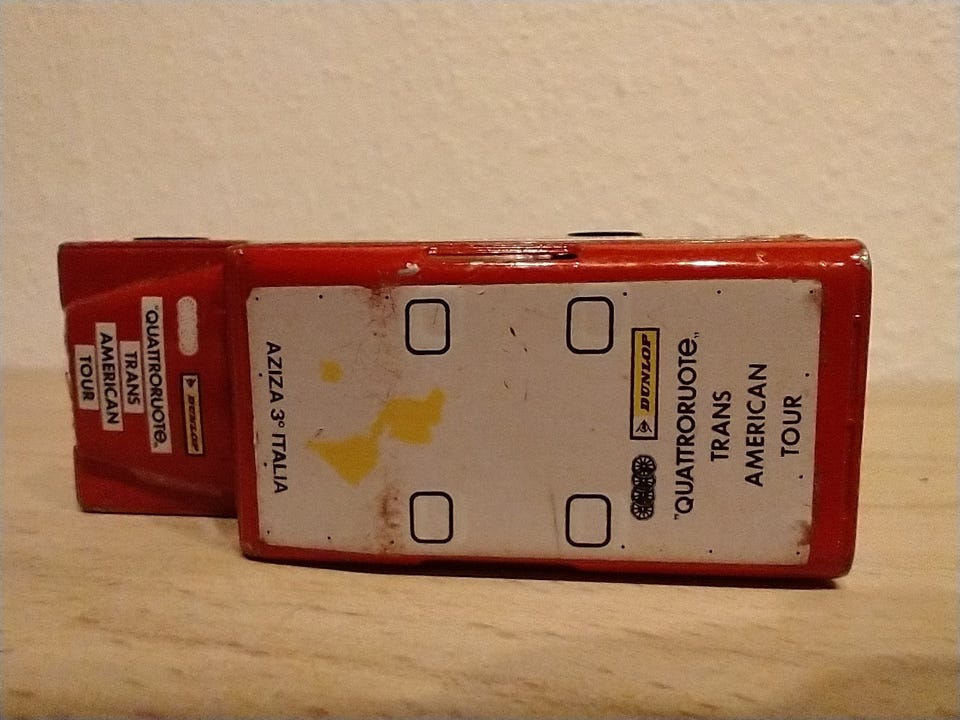 "QUATTRORUOTE„
TRANS
AMERICAN
TOUR
DUNLOP
AZIZA 3° ITALIA
DUNLOP
"QUATTRORUOTE„
TRANS
AMERICAN
TOUR